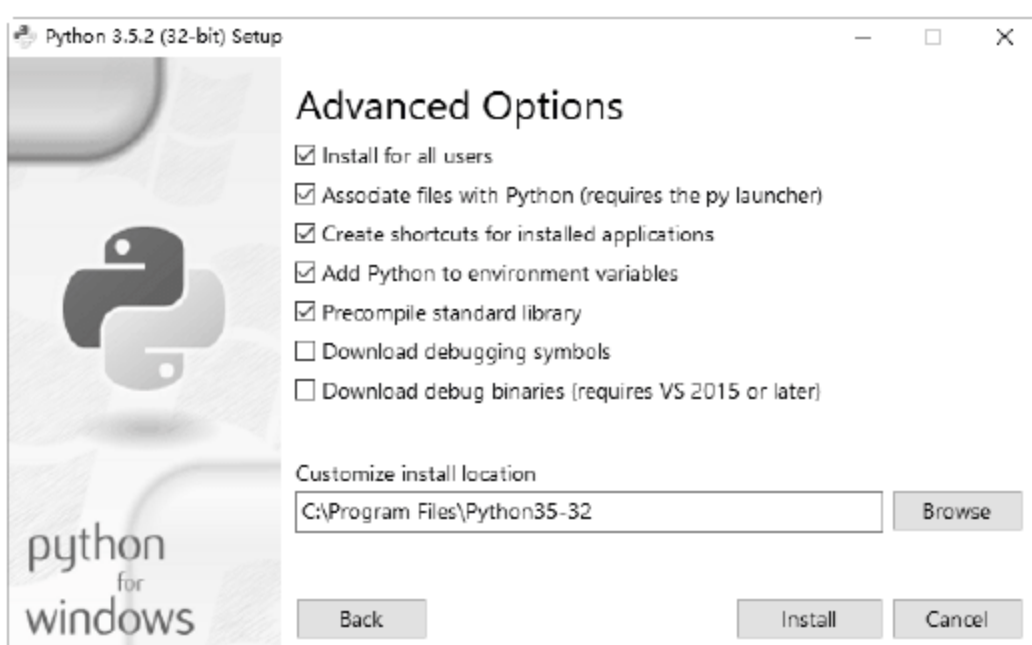 Python 3.5.2 (32-bit) Setup
Advanced Options
Install for all users
Associate files with Python (requires the py launcher)
Create shortcuts for installed applications
Add Python to environment variables
Precompile standard library
Download debugging symbols
Download debug binaries (requires VS 2015 or later)
Customize install location
C:\Program Files\Python35-32
Browse
python
for
windows
Back
Install
Cancel